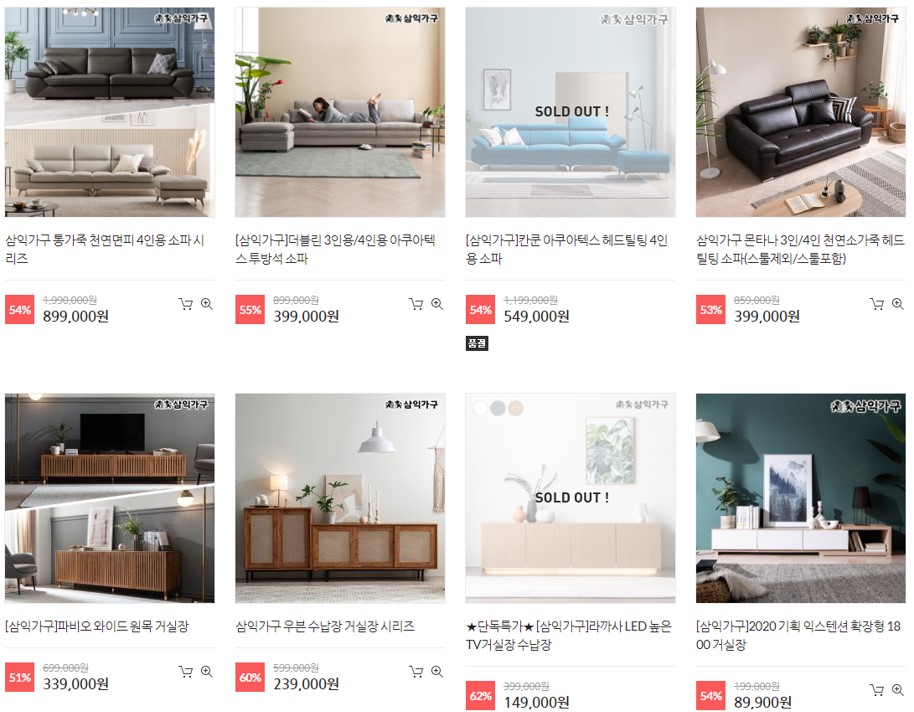 삼익가구
삼익가구
삼익가구
삼익가구
SOLD OUT !
삼익가구 통가죽 천연면피 4인용 소파 시
리즈
[삼익가구]더블린 3인용/4인용 아쿠아텍
스 투방석 소파
[삼익가구]칸쿤 아쿠아텍스 헤드틸팅 4인
용 소파
삼익가구 몬타나 3인/4인 천연소가죽 헤드
틸팅 소파(스툴제외/스툴포함)
54%
1,990,000원
899,000원
55%
899,000원
399,000원
54%
1,199,000원
549,000원
품절
53%
859,000원
399,000원
삼익가구
삼익가구
삼익가구
SOLD OUT !
[삼익가구]파비오 와이드 원목 거실장
삼익가구 우븐 수납장 거실장 시리즈
★단독특가★ [삼익가구]라까사 LED 높은
TV거실장 수납장
[삼익가구]2020 기획 익스텐션 확장형 18
00 거실장
51%
699,000원
339,000원
60%
599,000원
239,000원
62%
399,000원
149,000원
54%
199,000원
89,900원